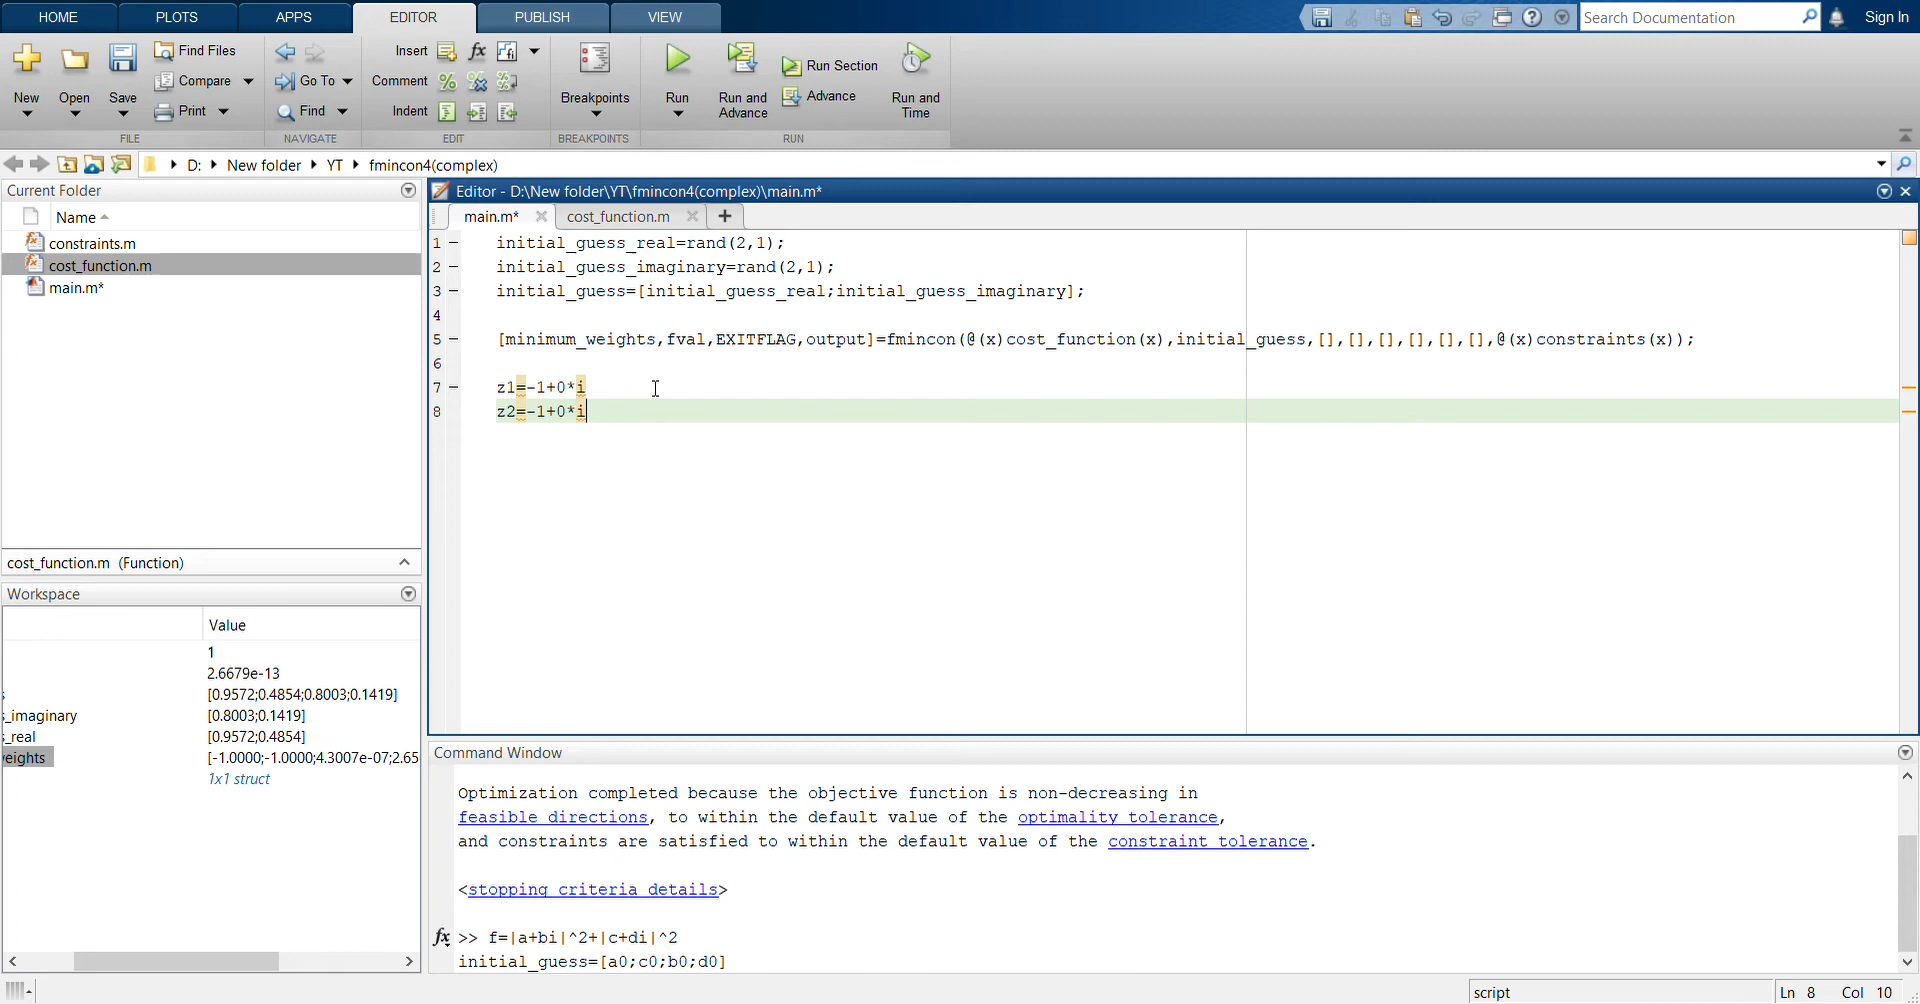 HOME PLOTS APPS EDITOR PUBLISH VIEW
Search Documentation Sign In
New Open Save Find Files Compare Print
Go To Find
Insert Comment Indent
fx
Breakpoints Run Run and Advance Run Section Advance Run and Time
FILE NAVIGATE EDIT BREAKPOINTS RUN
D: New folder YT fmincon4(complex)
Current Folder
Name
constraints.m
cost_function.m
main.m*
cost_function.m (Function)
Workspace
Value
1
2.6679e-13
s [0.9572;0.4854;0.8003;0.1419]
s_imaginary [0.8003;0.1419]
s_real [0.9572;0.4854]
veights [-1.0000;-1.0000;4.3007e-07;2.65
1x1 struct
Editor - D:\New folder\YT\fmincon4(complex)\main.m*
main.m* cost_function.m
1 initial_guess_real=rand(2,1);
2 initial_guess_imaginary=rand(2,1);
3 initial_guess=[initial_guess_real;initial_guess_imaginary];
4
5 [minimum_weights,fval,EXITFLAG,output]=fmincon(@(x)cost_function(x),initial_guess,[],[],[],[],[],[],@(x)constraints(x));
6
7 z1=-1+0*i
8 z2=-1+0*i
Command Window
Optimization completed because the objective function is non-decreasing in
feasible directions, to within the default value of the optimality tolerance,
and constraints are satisfied to within the default value of the constraint tolerance.
<stopping criteria details>
fx >> f=|a+bi|^2+|c+di|^2
initial_guess=[a0;c0;b0;d0]
script Ln 8 Col 10